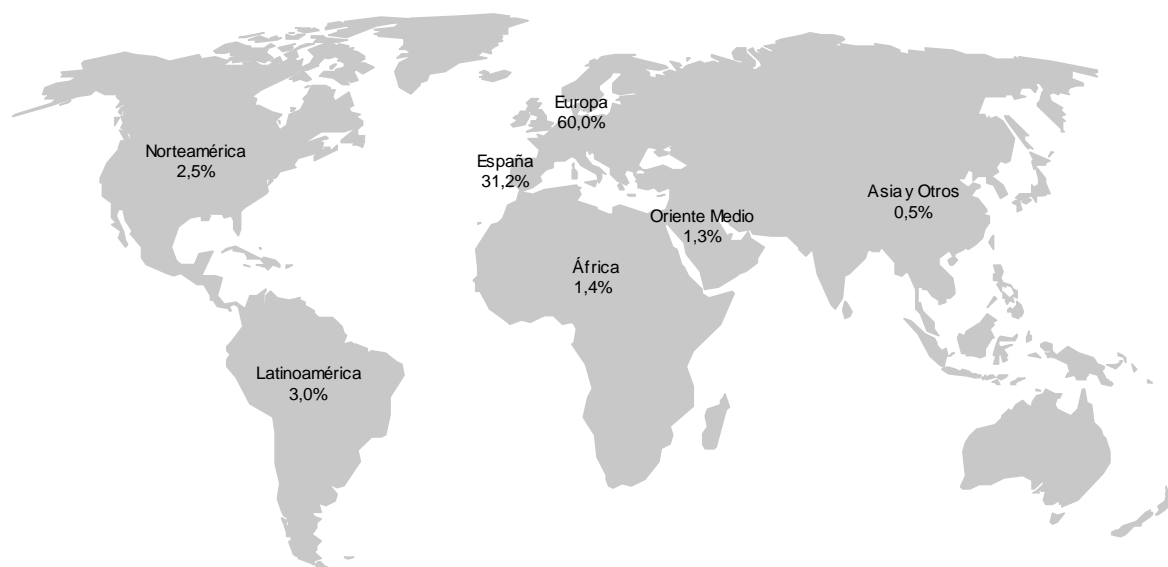 Europa
60,0%
Norteamérica
2,5%
España
31,2%
Asia y Otros
0,5%
Oriente Medio
1,3%
África
1,4%
Latinoamérica
3,0%